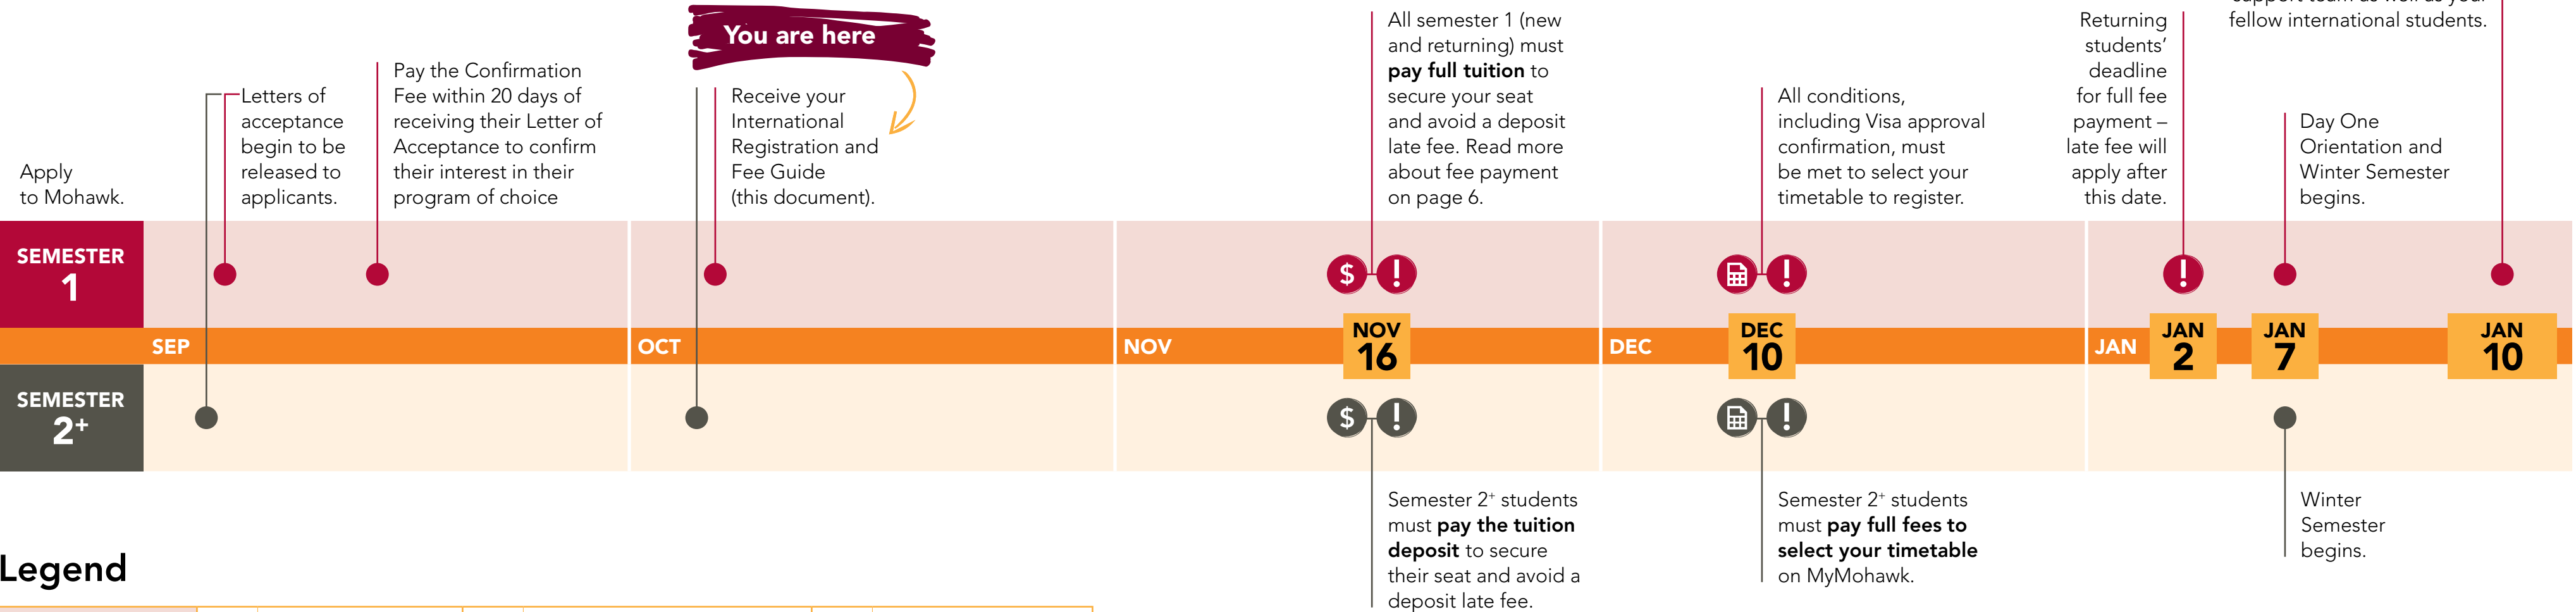 Apply
to Mohawk.
Letters of
acceptance
begin to be
released to
applicants.
Pay the Confirmation
Fee within 20 days of
receiving their Letter of
Acceptance to confirm
their interest in their
program of choice
You are here
Receive your
International
Registration and
Fee Guide
(this document).
All semester 1 (new
and returning) must
pay full tuition to
secure your seat
and avoid a deposit
late fee. Read more
about fee payment
on page 6.
All conditions,
including Visa approval
confirmation, must
be met to select your
timetable to register.
Returning
students’
deadline
for full fee
payment –
late fee will
apply after
this date.
Day One
Orientation and
Winter Semester
begins.
support team as well as your
fellow international students.
SEMESTER
1
$ !
!
!
SEP
OCT
NOV
NOV
16
DEC
DEC
10
JAN
JAN
2
JAN
7
JAN
10
SEMESTER
2+
$ !
!
Semester 2+ students
must pay the tuition
deposit to secure
their seat and avoid a
deposit late fee.
Semester 2+ students
must pay full fees to
select your timetable
on MyMohawk.
Winter
Semester
begins.
Legend